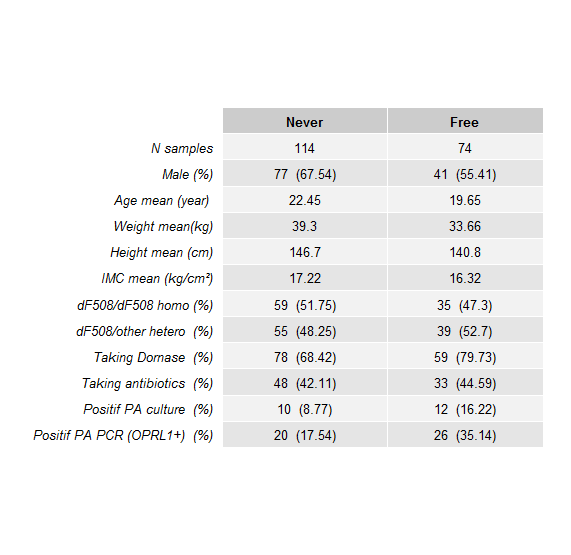 Never Free
N samples 114 74
Male (%) 77 (67.54) 41 (55.41)
Age mean (year) 22.45 19.65
Weight mean(kg) 39.3 33.66
Height mean (cm) 146.7 140.8
IMC mean (kg/cm²) 17.22 16.32
dF508/dF508 homo (%) 59 (51.75) 35 (47.3)
dF508/other hetero (%) 55 (48.25) 39 (52.7)
Taking Domase (%) 78 (68.42) 59 (79.73)
Taking antibiotics (%) 48 (42.11) 33 (44.59)
Positif PA culture (%) 10 (8.77) 12 (16.22)
Positif PA PCR (OPRL1+) (%) 20 (17.54) 26 (35.14)